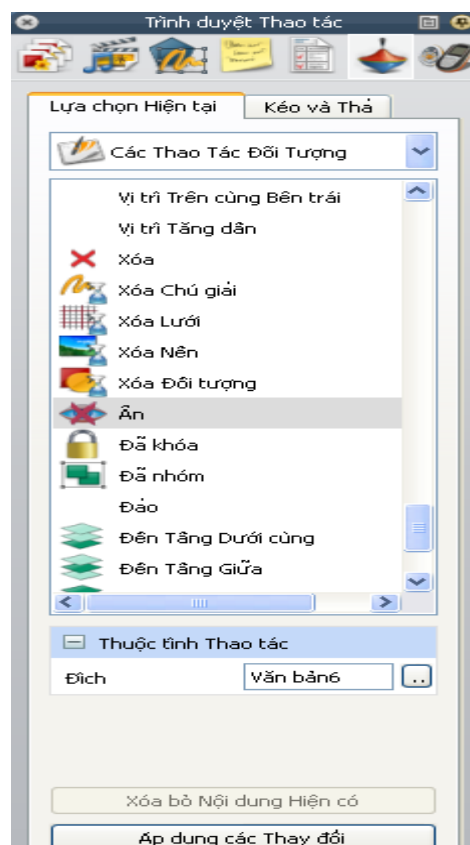 Trình duyệt Thao tác
Lựa chọn Hiện tại
Kéo và Thả
Các Thao Tác Đối Tượng
Vị trí Trên cùng Bên trái
Vị trí Tăng dần
Xóa
Xóa Chú giải
Xóa Lưới
Xóa Nền
Xóa Đối tượng
Ẩn
Đã khóa
Đã nhóm
Đảo
Đến Tầng Dưới cùng
Đến Tầng Giữa
Thuộc tính Thao tác
Đích
Văn bản6
..
Xóa bỏ Nội dung Hiện có
Áp dụng các Thay đổi